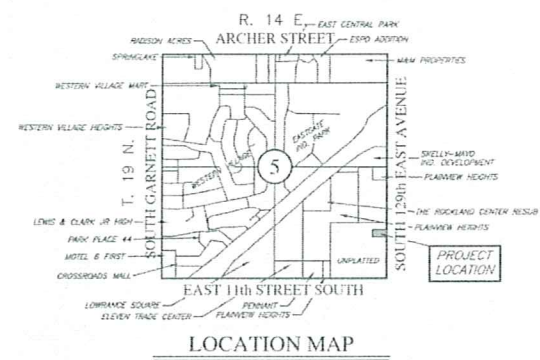 R. 14 E.
EAST CENTRAL PARK
ARCHER STREET
ESPD ADDITION
RADISON ACRES
SPRINGLAKE
M&M PROPERTIES
WESTERN VILLAGE MART
WESTERN VILLAGE HEIGHTS
EASTGATE
IND. PARK
WESTERN VILLAGE
5
T. 19 N.
SOUTH GARNETT ROAD
SOUTH 129th EAST AVENUE
SKELLY-MAYO
IND. DEVELOPMENT
PLAINVIEW HEIGHTS
LEWIS & CLARK JR HIGH
THE ROCKLAND CENTER RESUB
PLAINVIEW HEIGHTS
PARK PLACE 44
MOTEL 6 FIRST
UNPLATTED
PROJECT
LOCATION
CROSSROADS MALL
EAST 11th STREET SOUTH
LOWRANCE SQUARE
PENNANT
ELEVEN TRADE CENTER
PLAINVIEW HEIGHTS
LOCATION MAP